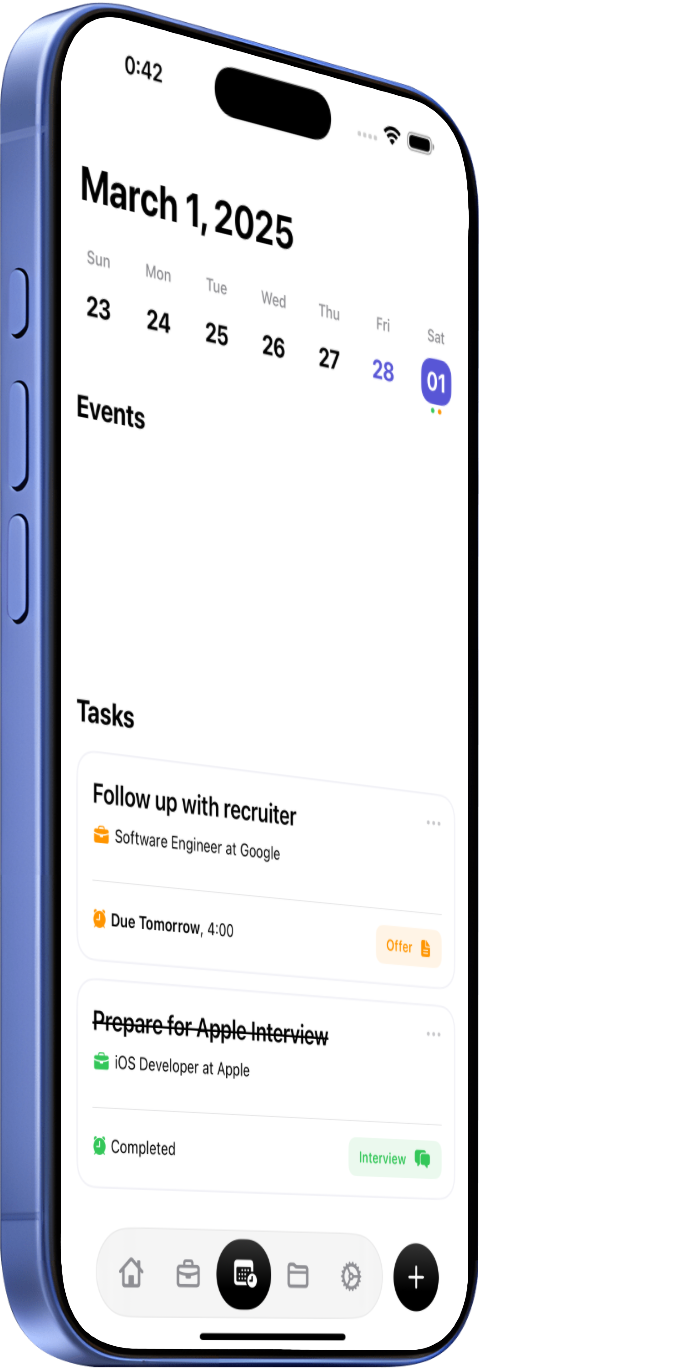 0:42
March 1, 2025
Sun Mon Tue Wed Thu Fri Sat
23 24 25 26 27 28 01
Events
Tasks
Follow up with recruiter
Software Engineer at Google
Due Tomorrow, 4:00
Offer
Prepare for Apple Interview
iOS Developer at Apple
Completed
Interview